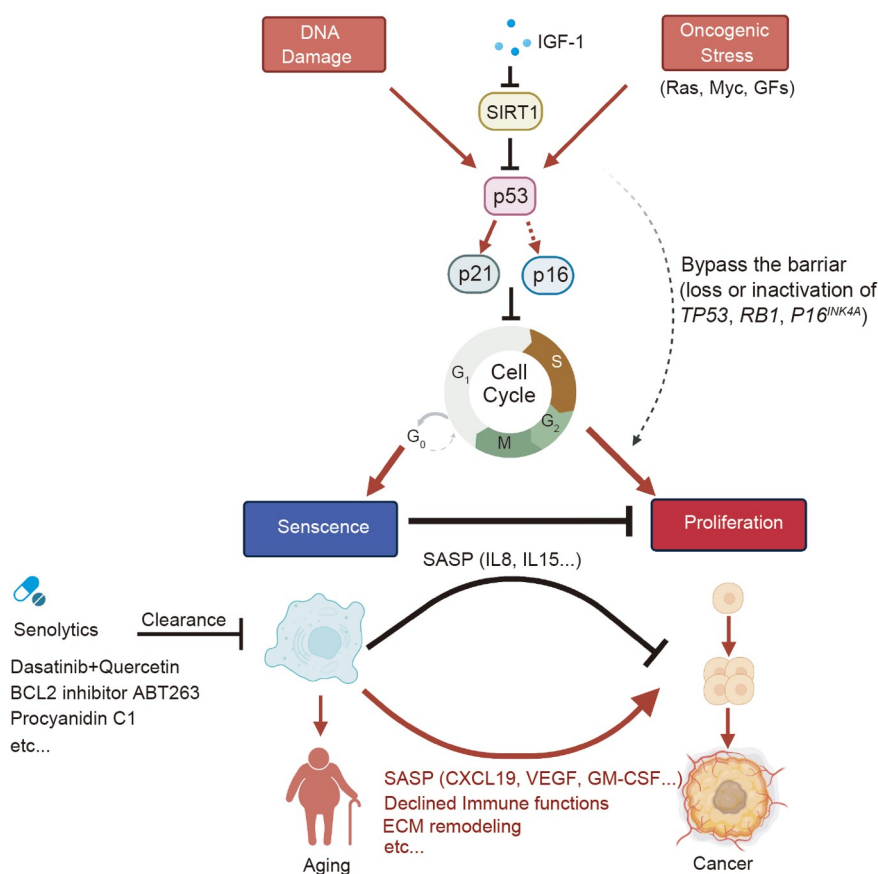 DNA
Damage
IGF-1
Oncogenic
Stress
(Ras, Myc, GFs)
SIRT1
p53
p21
p16
Bypass the barriar
(loss or inactivation of
TP53, RB1, P16^INK4A)
G1
S
Cell
Cycle
G2
M
G0
Senscence
Proliferation
SASP (IL8, IL15...)
Senolytics
Clearance
Dasatinib+Quercetin
BCL2 inhibitor ABT263
Procyanidin C1
etc...
SASP (CXCL19, VEGF, GM-CSF...)
Declined Immune functions
ECM remodeling
etc...
Aging
Cancer